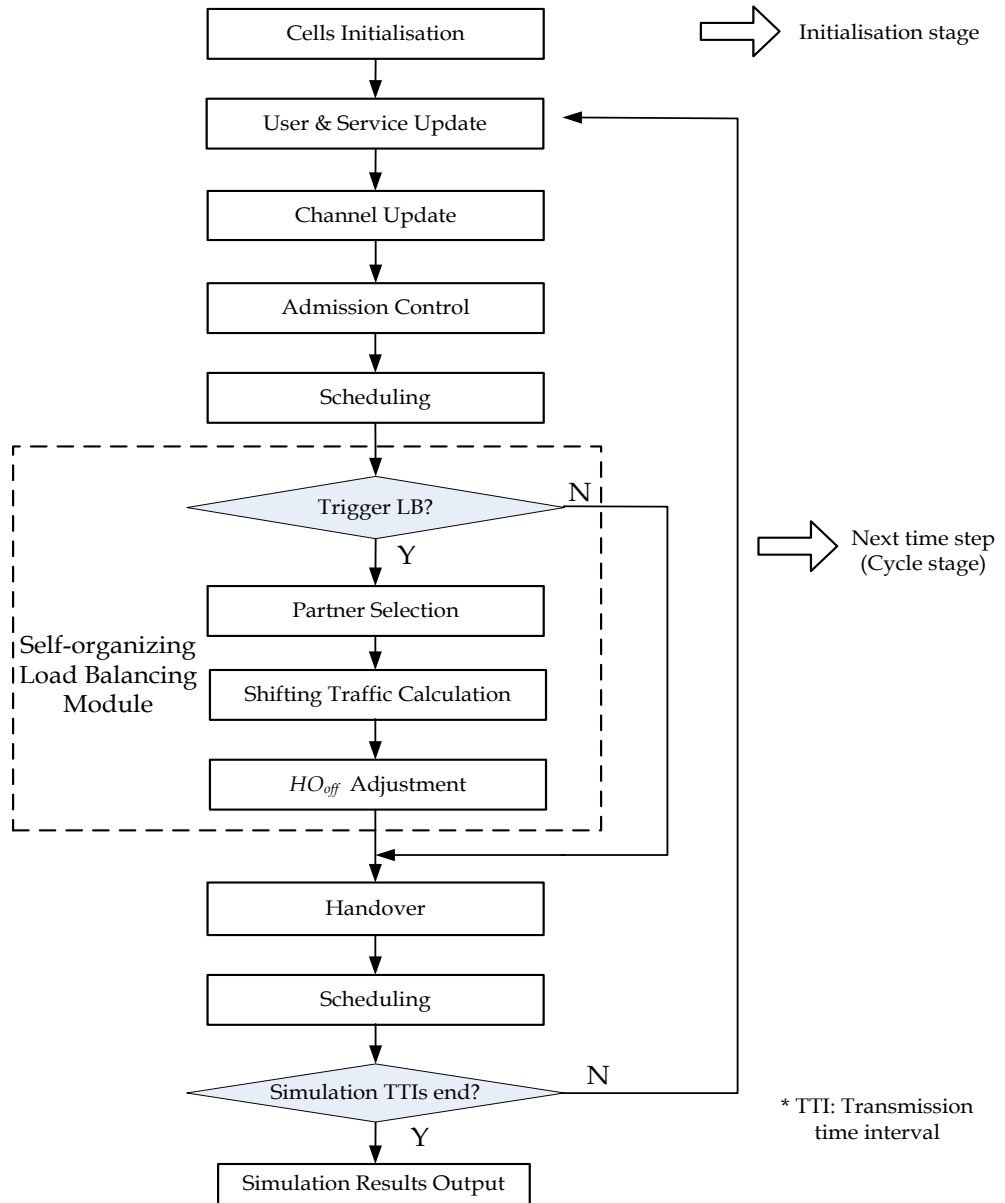 Cells Initialisation
Initialisation stage
User & Service Update
Channel Update
Admission Control
Scheduling
Trigger LB?
N
Y
Next time step
(Cycle stage)
Partner Selection
Self-organizing
Load Balancing
Module
Shifting Traffic Calculation
HOoff Adjustment
Handover
Scheduling
Simulation TTIs end?
N
Y
* TTI: Transmission
time interval
Simulation Results Output